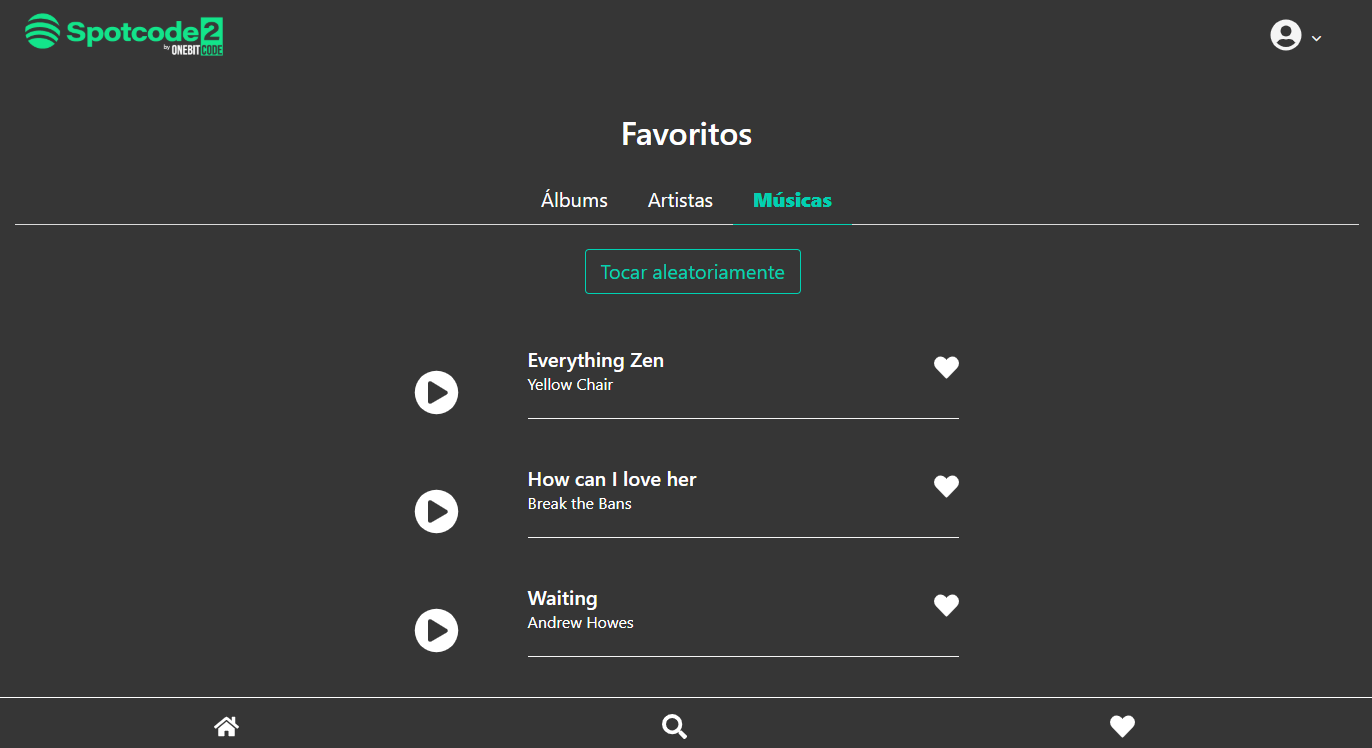 Spotcode2
by ONEBITCODE
Favoritos
Álbums Artistas Músicas
Tocar aleatoriamente
Everything Zen
Yellow Chair
How can I love her
Break the Bans
Waiting
Andrew Howes